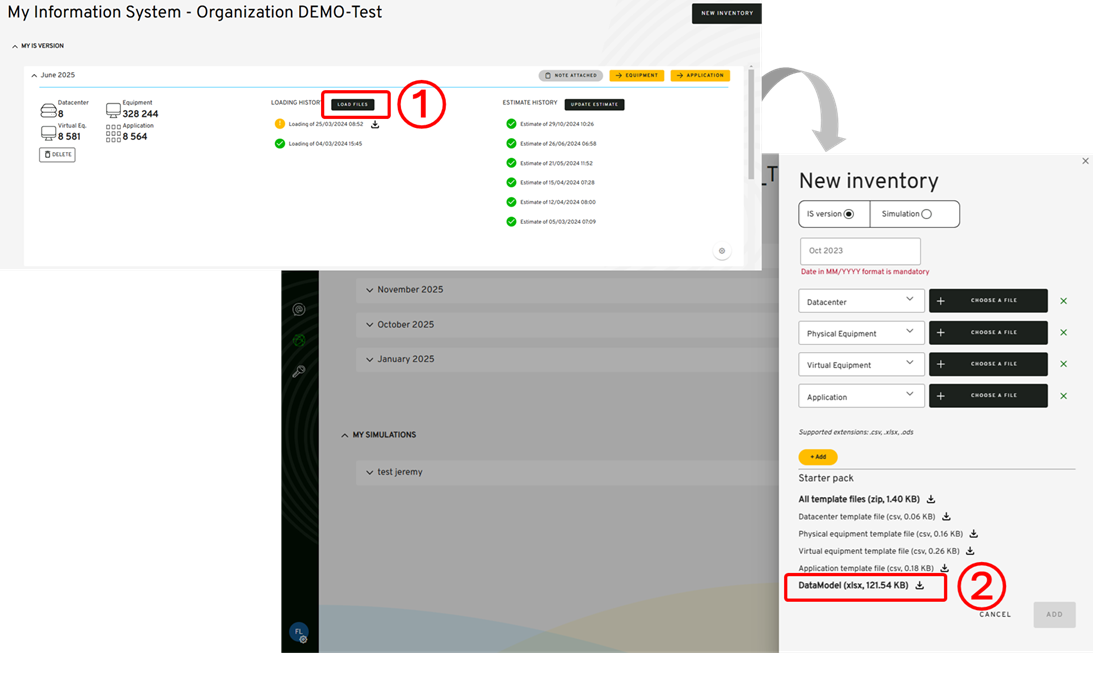 My Information System - Organization DEMO-Test
NEW INVENTORY
MY IS VERSION
June 2025
NOTE ATTACHED
EQUIPMENT
APPLICATION
Datacenter
8
Equipment
328 244
Virtual Eq.
8 581
Application
8 564
DELETE
LOADING HISTORY
LOAD FILES
1
Loading of 25/03/2024 08:52
Loading of 04/03/2024 15:45
ESTIMATE HISTORY
UPDATE ESTIMATE
Estimate of 29/10/2024 10:26
Estimate of 26/06/2024 06:58
Estimate of 21/05/2024 11:52
Estimate of 15/04/2024 07:28
Estimate of 12/04/2024 08:00
Estimate of 05/03/2024 07:09
November 2025
October 2025
January 2025
MY SIMULATIONS
test jeremy
FL
_LT
New inventory
IS version
Simulation
Oct 2023
Date in MM/YYYY format is mandatory
Datacenter
+ CHOOSE A FILE
Physical Equipment
+ CHOOSE A FILE
Virtual Equipment
+ CHOOSE A FILE
Application
+ CHOOSE A FILE
Supported extensions: .csv, .xlsx, .ods
+ Add
Starter pack
All template files (zip, 1.40 KB)
Datacenter template file (csv, 0.06 KB)
Physical equipment template file (csv, 0.16 KB)
Virtual equipment template file (csv, 0.26 KB)
Application template file (csv, 0.18 KB)
DataModel (xlsx, 121.54 KB)
2
CANCEL
ADD